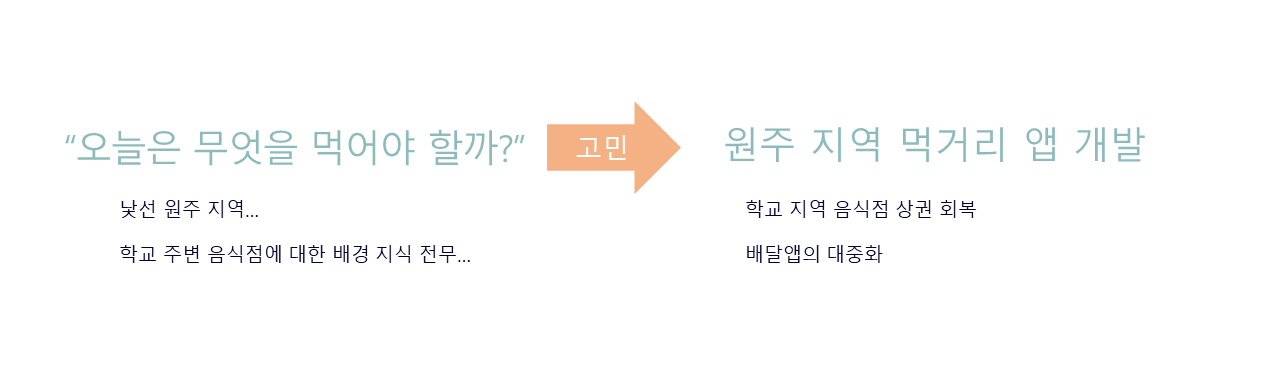 “오늘은 무엇을 먹어야 할까?”
낯선 원주 지역...
학교 주변 음식점에 대한 배경 지식 전무...
고민
원주 지역 먹거리 앱 개발
학교 지역 음식점 상권 회복
배달앱의 대중화